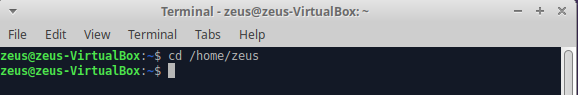 Terminal - zeus@zeus-VirtualBox: ~
File Edit View Terminal Tabs Help
zeus@zeus-VirtualBox:~$ cd /home/zeus
zeus@zeus-VirtualBox:~$